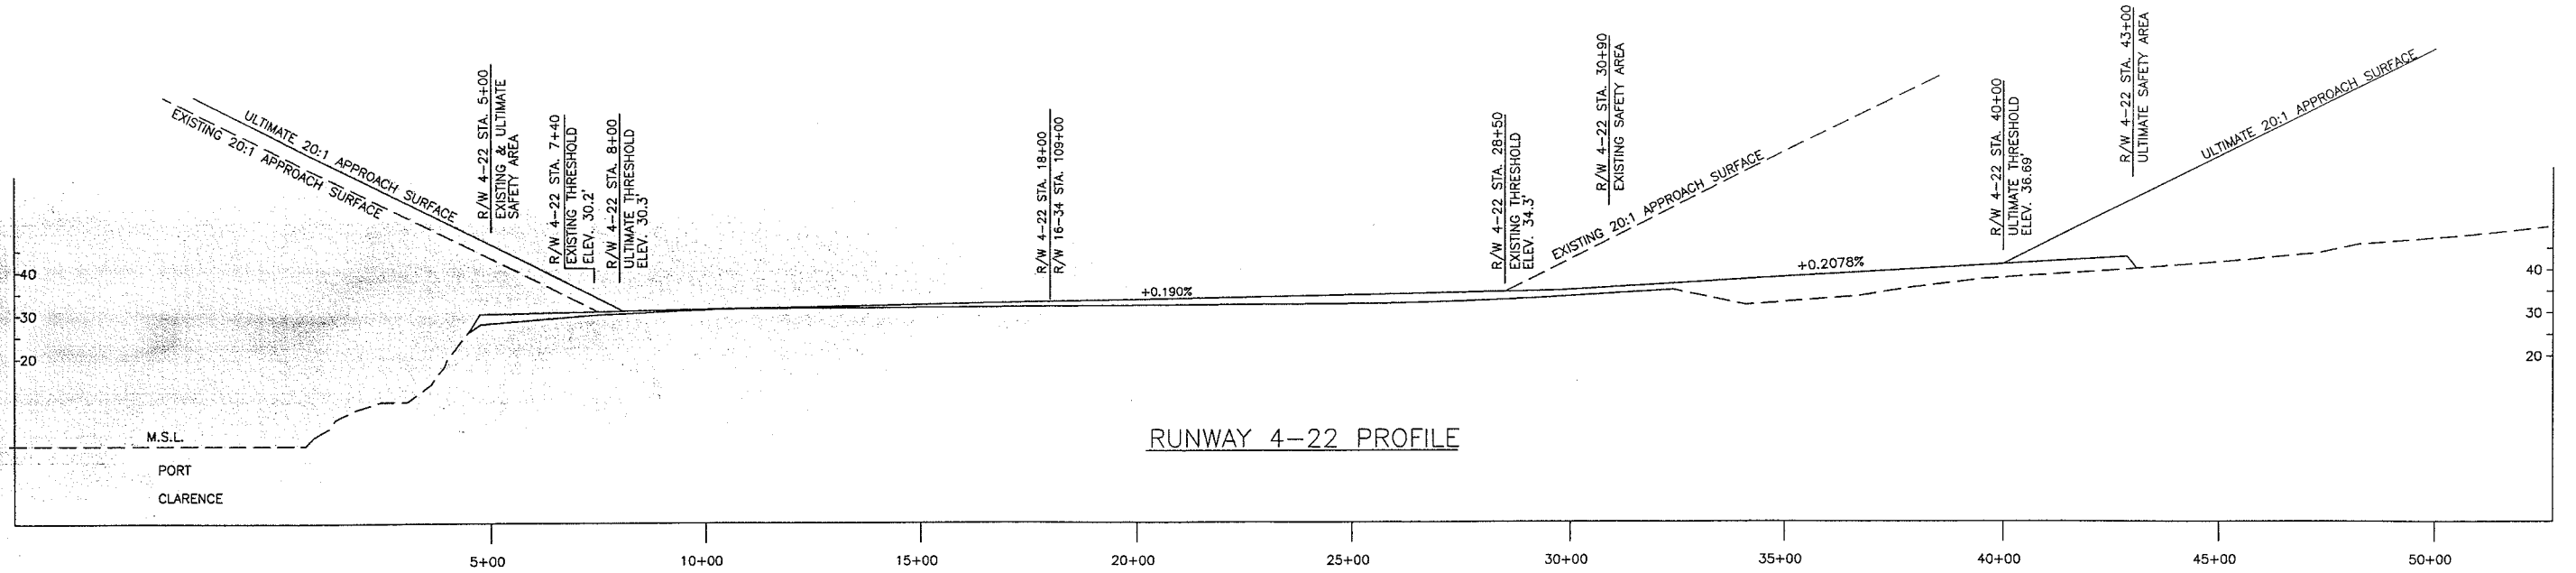 ULTIMATE 20:1 APPROACH SURFACE
EXISTING 20:1 APPROACH SURFACE
R/W 4-22 STA. 5+00
EXISTING & ULTIMATE
SAFETY AREA
R/W 4-22 STA. 7+40
EXISTING THRESHOLD
ELEV. 30.2'
R/W 4-22 STA. 8+00
ULTIMATE THRESHOLD
ELEV. 30.3'
R/W 4-22 STA. 18+00
R/W 16-34 STA. 109+00
R/W 4-22 STA. 28+50
EXISTING THRESHOLD
ELEV. 34.3'
R/W 4-22 STA. 30+90
EXISTING SAFETY AREA
EXISTING 20:1 APPROACH SURFACE
R/W 4-22 STA. 40+00
ULTIMATE THRESHOLD
ELEV. 36.69'
R/W 4-22 STA. 43+00
ULTIMATE SAFETY AREA
ULTIMATE 20:1 APPROACH SURFACE
+0.190%
+0.2078%
40
30
20
40
30
20
M.S.L.
PORT
CLARENCE
RUNWAY 4-22 PROFILE
5+00
10+00
15+00
20+00
25+00
30+00
35+00
40+00
45+00
50+00